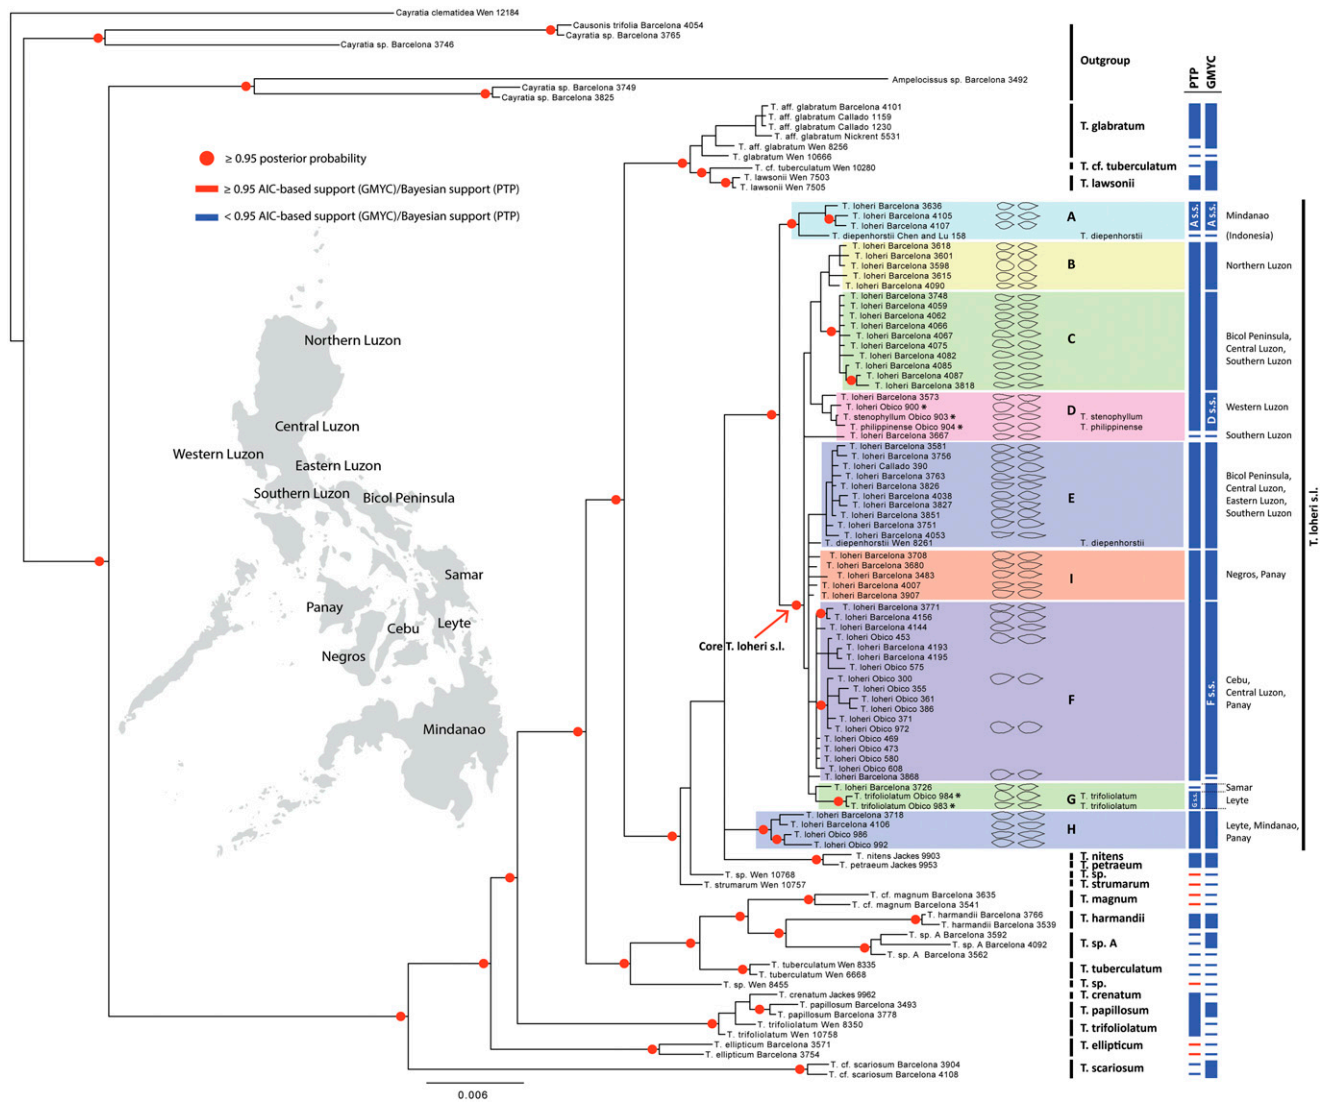 Cayratia clematidea Wen 12184
Causonis trifolia Barcelona 4054
Cayratia sp. Barcelona 3765
Cayratia sp. Barcelona 3746
Ampelocissus sp. Barcelona 3492
Cayratia sp. Barcelona 3749
Cayratia sp. Barcelona 3825
Outgroup
PTP
GMYC
T. aff. glabratum Barcelona 4101
T. aff. glabratum Callado 1159
T. aff. glabratum Callado 1230
T. aff. glabratum Nickrent 5531
T. aff. glabratum Wen 8256
T. glabratum Wen 10666
T. cf. tuberculatum Wen 10280
T. lawsonii Wen 7503
T. lawsonii Wen 7505
T. glabratum
T. cf. tuberculatum
T. lawsonii
≥ 0.95 posterior probability
≥ 0.95 AIC-based support (GMYC)/Bayesian support (PTP)
< 0.95 AIC-based support (GMYC)/Bayesian support (PTP)
Northern Luzon
Central Luzon
Western Luzon
Eastern Luzon
Southern Luzon
Bicol Peninsula
Samar
Panay
Cebu
Leyte
Negros
Mindanao
T. loheri Barcelona 3636
T. loheri Barcelona 4105
T. loheri Barcelona 4107
T. diepenhorstii Chen and Lu 158
A
T. diepenhorstii
A s.s.
A s.s.
Mindanao
(Indonesia)
T. loheri Barcelona 3618
T. loheri Barcelona 3601
T. loheri Barcelona 3598
T. loheri Barcelona 3615
T. loheri Barcelona 4090
B
Northern Luzon
T. loheri Barcelona 3748
T. loheri Barcelona 4059
T. loheri Barcelona 4062
T. loheri Barcelona 4066
T. loheri Barcelona 4067
T. loheri Barcelona 4075
T. loheri Barcelona 4082
T. loheri Barcelona 4085
T. loheri Barcelona 4087
T. loheri Barcelona 3818
C
Bicol Peninsula,
Central Luzon,
Southern Luzon
T. loheri Barcelona 3573
T. loheri Obico 900 *
T. stenophyllum Obico 903 *
T. philippinense Obico 904 *
T. loheri Barcelona 3667
D
T. stenophyllum
T. philippinense
D s.s.
Western Luzon
Southern Luzon
T. loheri Barcelona 3581
T. loheri Barcelona 3756
T. loheri Callado 390
T. loheri Barcelona 3763
T. loheri Barcelona 3826
T. loheri Barcelona 4038
T. loheri Barcelona 3827
T. loheri Barcelona 3851
T. loheri Barcelona 3751
T. loheri Barcelona 4053
T. diepenhorstii Wen 8261
E
T. diepenhorstii
Bicol Peninsula,
Central Luzon,
Eastern Luzon,
Southern Luzon
T. loheri s.l.
T. loheri Barcelona 3708
T. loheri Barcelona 3680
T. loheri Barcelona 3483
T. loheri Barcelona 4007
T. loheri Barcelona 3907
I
Negros, Panay
Core T. loheri s.l.
T. loheri Barcelona 3771
T. loheri Barcelona 4156
T. loheri Barcelona 4144
T. loheri Obico 453
T. loheri Barcelona 4193
T. loheri Barcelona 4195
T. loheri Obico 575
T. loheri Obico 300
T. loheri Obico 355
T. loheri Obico 361
T. loheri Obico 386
T. loheri Obico 371
T. loheri Obico 972
T. loheri Obico 469
T. loheri Obico 473
T. loheri Obico 580
T. loheri Obico 608
T. loheri Barcelona 3868
F
F s.s.
Cebu,
Central Luzon,
Panay
T. loheri Barcelona 3726
T. trifoliolatum Obico 984 *
T. trifoliolatum Obico 983 *
G
T. trifoliolatum
T. trifoliolatum
G s.s.
Samar
Leyte
T. loheri Barcelona 3718
T. loheri Barcelona 4106
T. loheri Obico 986
T. loheri Obico 992
H
Leyte, Mindanao,
Panay
T. nitens Jackes 9903
T. petraeum Jackes 9953
T. sp. Wen 10768
T. strumarum Wen 10757
T. nitens
T. petraeum
T. sp.
T. strumarum
T. cf. magnum Barcelona 3635
T. cf. magnum Barcelona 3541
T. magnum
T. harmandii Barcelona 3766
T. harmandii Barcelona 3539
T. harmandii
T. sp. A Barcelona 3592
T. sp. A Barcelona 4092
T. sp. A Barcelona 3562
T. sp. A
T. tuberculatum Wen 8335
T. tuberculatum Wen 6668
T. tuberculatum
T. sp. Wen 8455
T. sp.
T. crenatum Jackes 9962
T. crenatum
T. papillosum Barcelona 3493
T. papillosum Barcelona 3778
T. papillosum
T. trifoliolatum Wen 8350
T. trifoliolatum Wen 10758
T. trifoliolatum
T. ellipticum Barcelona 3571
T. ellipticum Barcelona 3754
T. ellipticum
T. cf. scariosum Barcelona 3904
T. cf. scariosum Barcelona 4108
T. scariosum
0.006